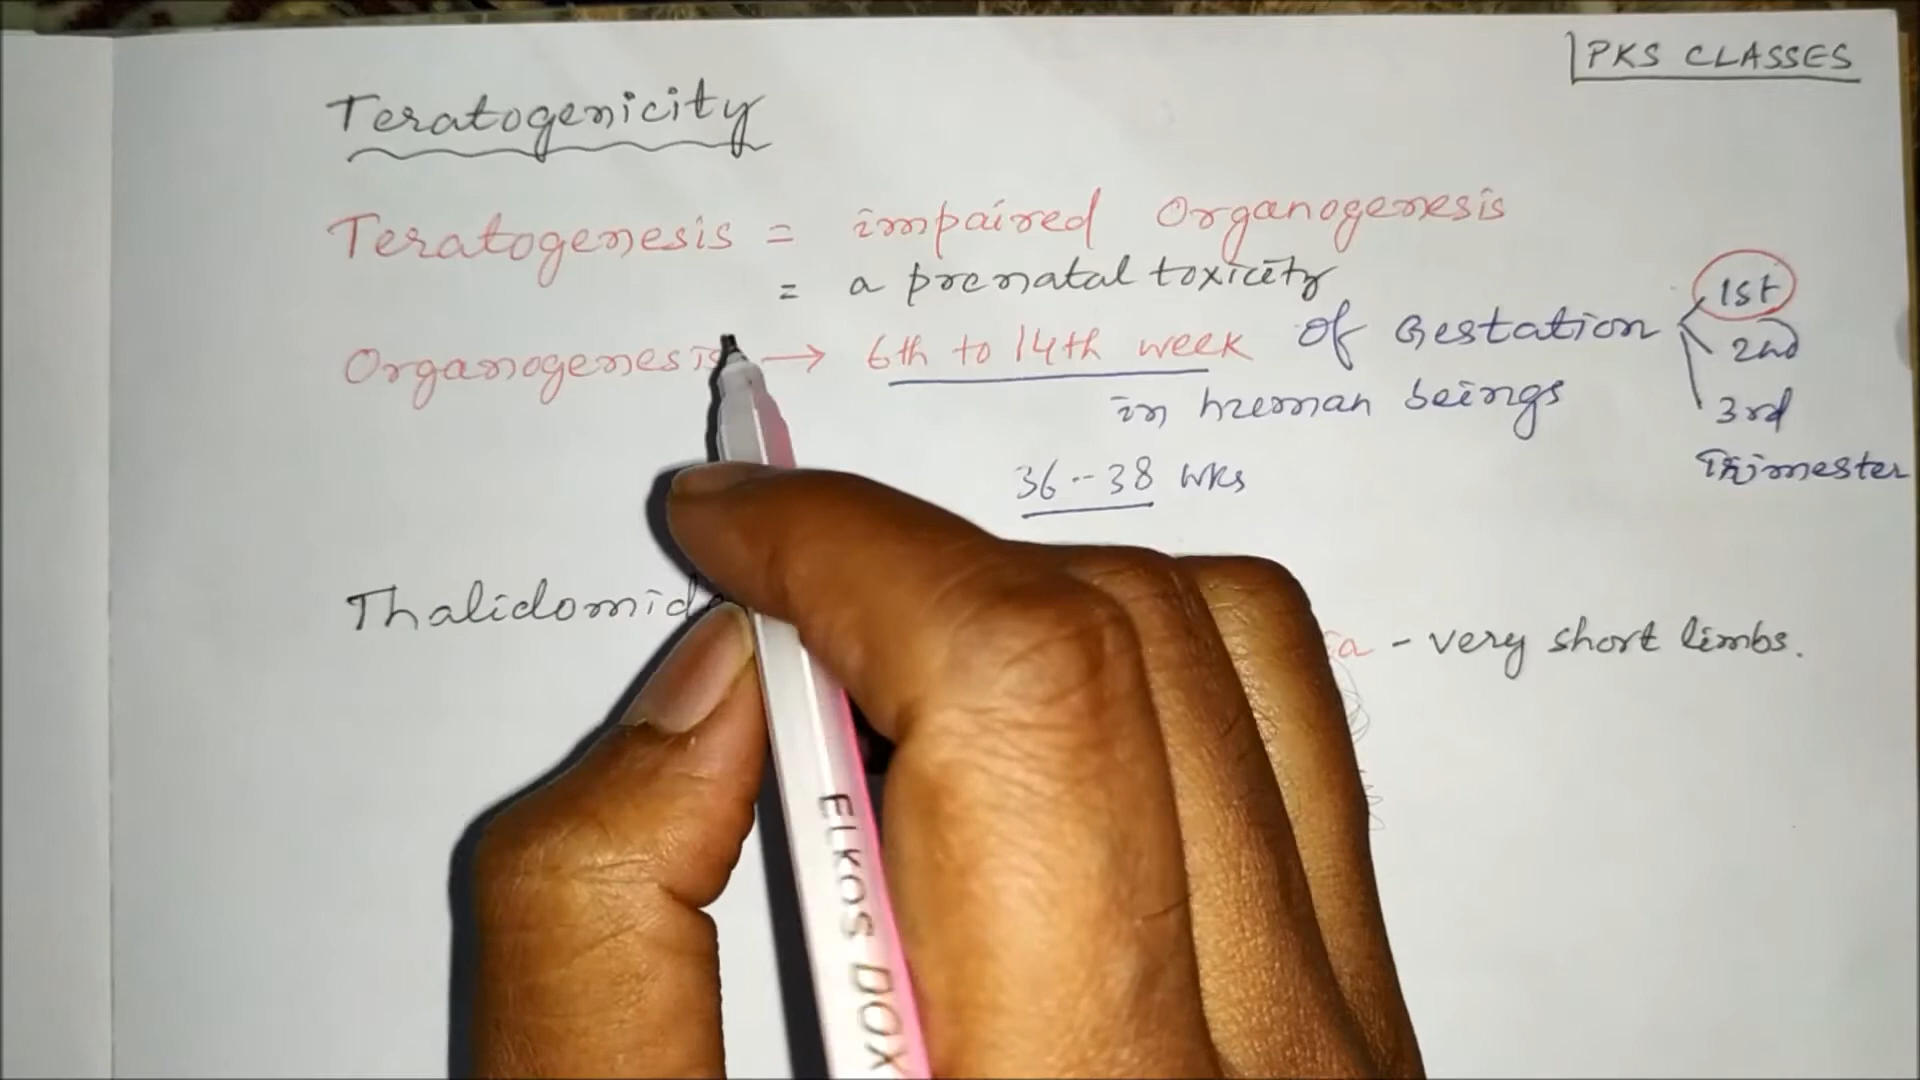 PKS CLASSES
Teratogenicity
Teratogenesis = impaired Organogenesis
= a prenatal toxicity
Organogenesis → 6th to 14th week of Gestation
in human beings
1st
2nd
3rd
Trimester
36--38 wks
Thalidomide
- very short limbs.
ELKOS DOX